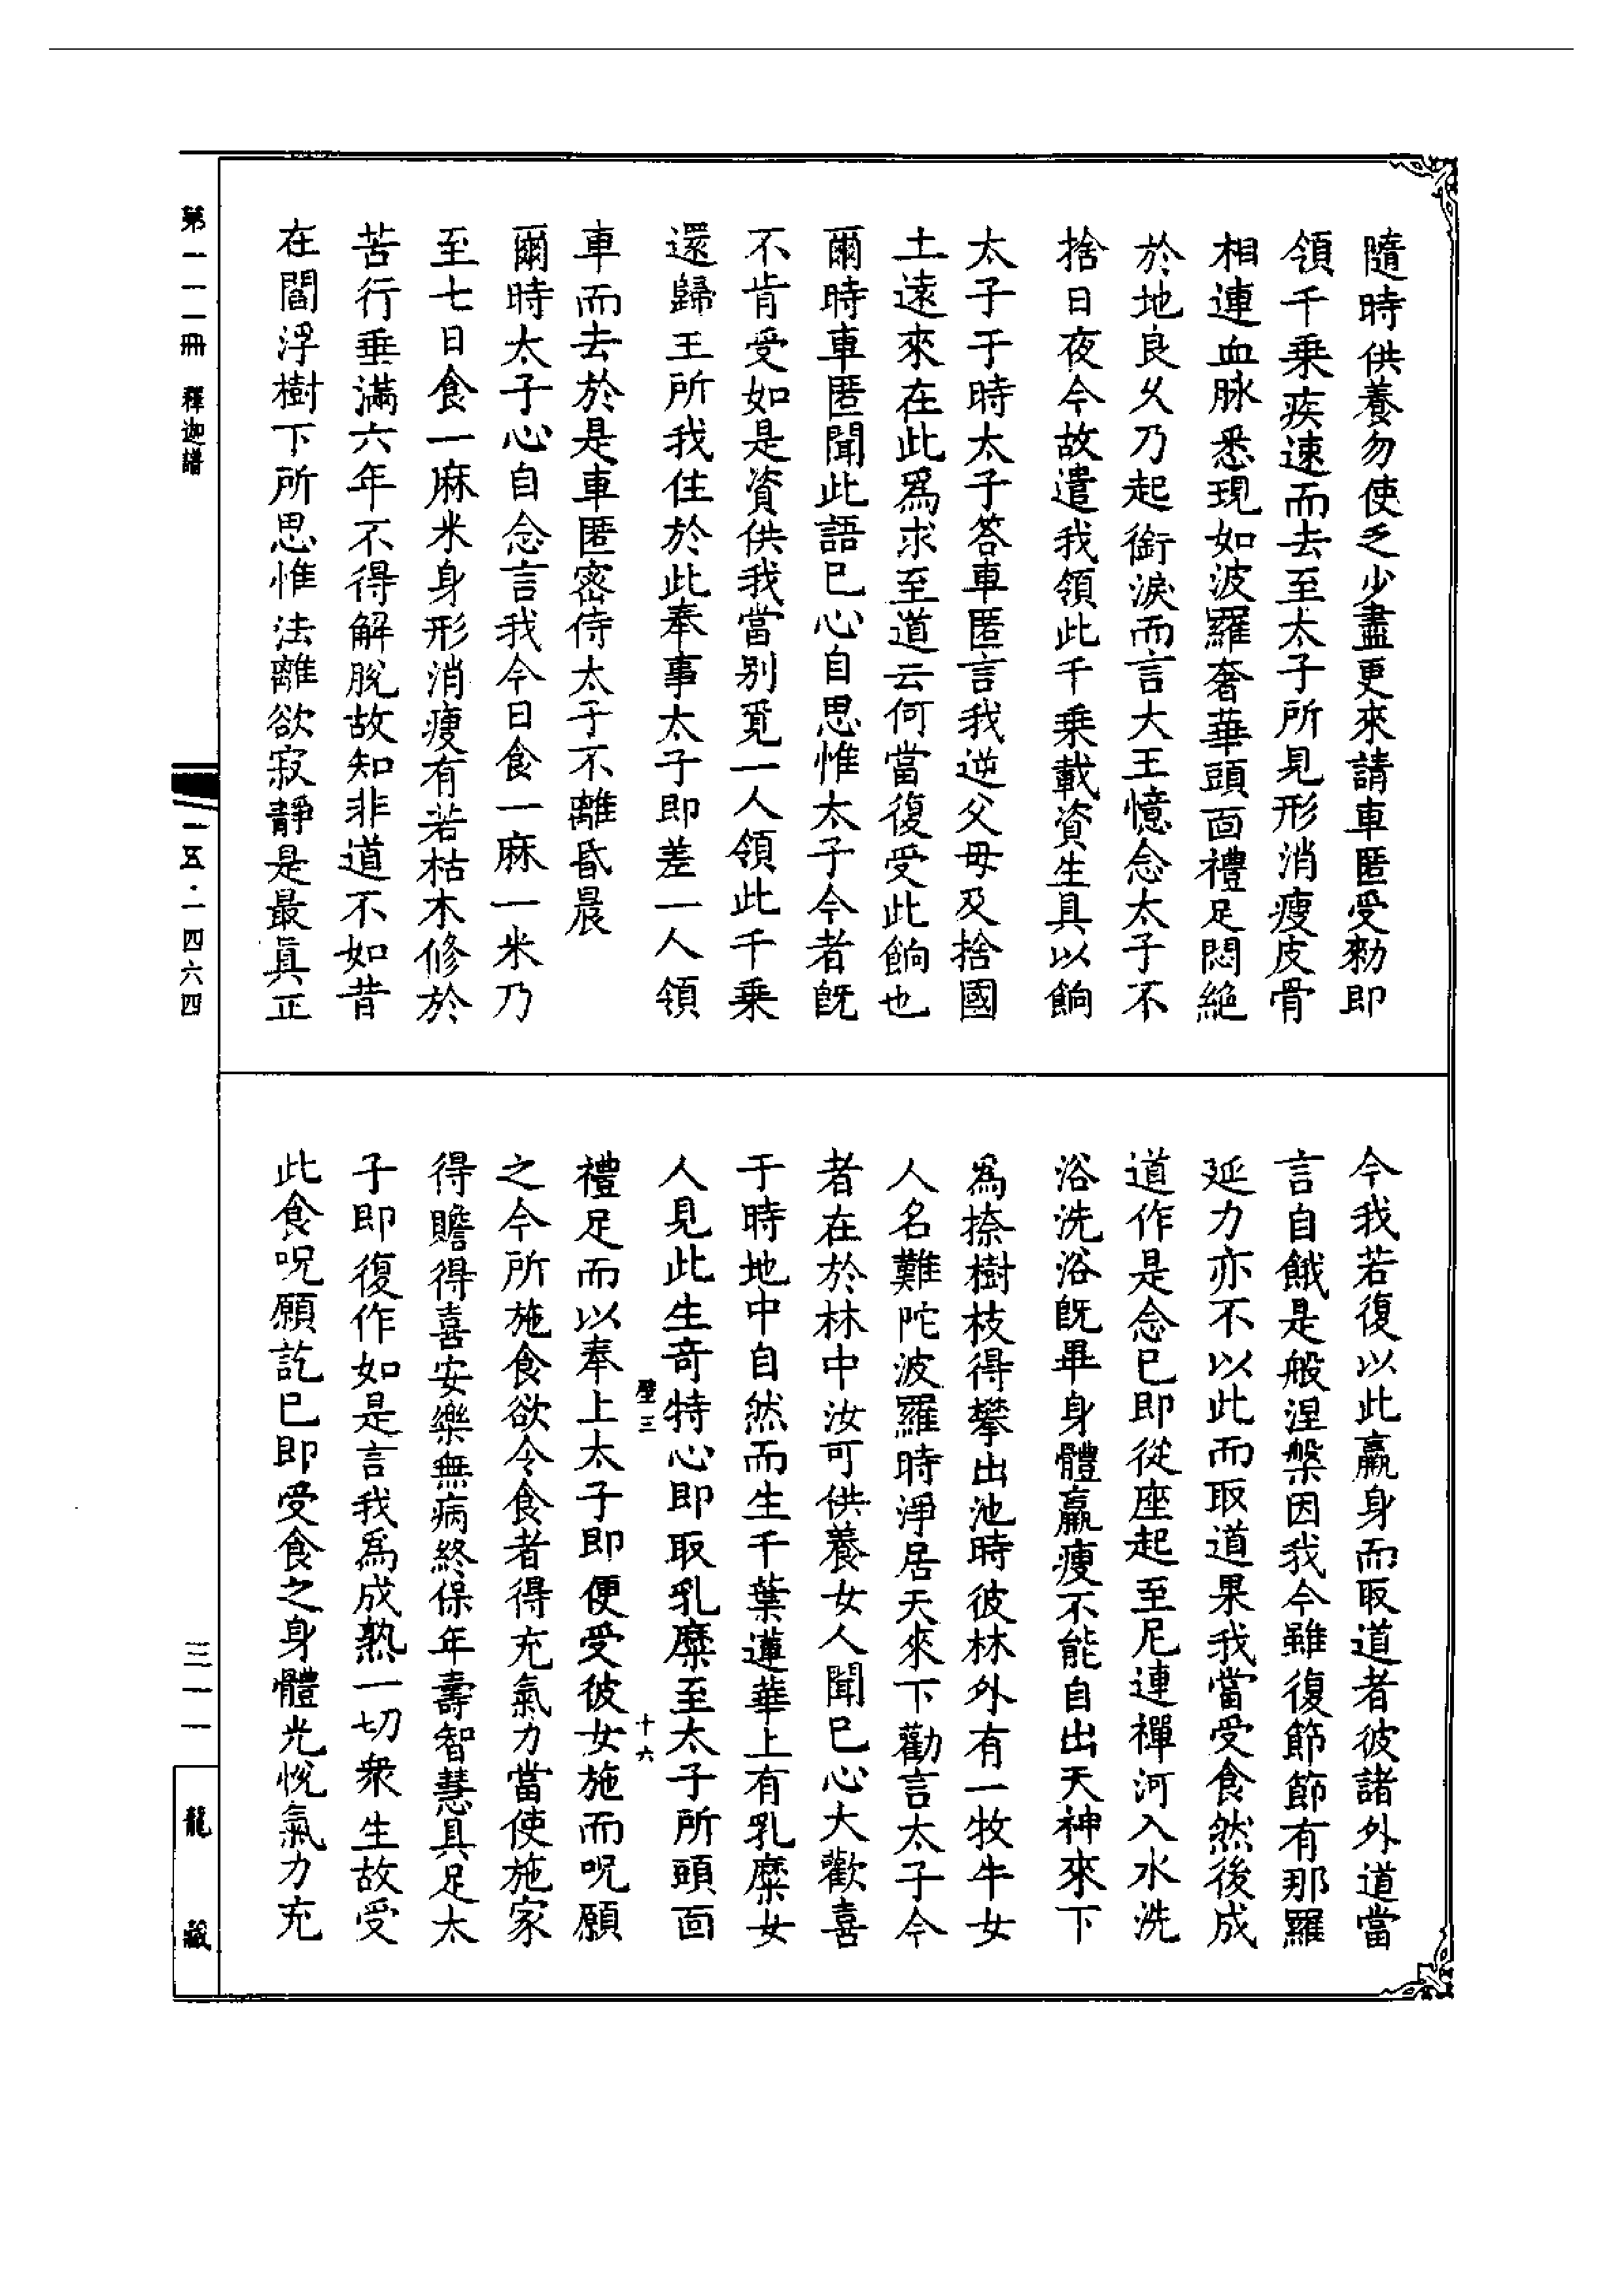 隨時供養勿使乏少盡更來請車匿受勑即
領千乘疾速而去至太子所見形消瘦皮骨
相連血脉悉現如波羅奢華頭面禮足悶絕
於地良久乃起銜淚而言大王憶念太子不
捨日夜今故遣我領此千乘載資生具以餉
太子于時太子答車匿言我逆父母及捨國
土遠來在此爲求至道云何當復受此餉也
爾時車匿聞此語已心自思惟太子今者旣
不肯受如是資供我當別覓一人領此千乘
還歸王所我住於此奉事太子即差一人領
車而去於是車匿密侍太子不離昏晨
爾時太子心自念言我今日食一麻一米乃
至七日食一麻米身形消瘦有若枯木修於
苦行垂滿六年不得解脫故知非道不如昔
在閻浮樹下所思惟法離欲寂靜是最眞正
今我若復以此羸身而取道者彼諸外道當
言自餓是般涅槃因我今雖復節節有那羅
延力亦不以此而取道果我當受食然後成
道作是念已即從座起至尼連禪河入水洗
浴洗浴旣畢身體羸瘦不能自出天神來下
爲捺樹枝得攀出池時彼林外有一牧牛女
人名難陀波羅時淨居天來下勸言太子今
者在於林中汝可供養女人聞已心大歡喜
于時地中自然而生千葉蓮華上有乳糜女
人見此生奇特心即取乳糜至太子所頭面
壁三
十六
禮足而以奉上太子即便受彼女施而呪願
之今所施食欲令食者得充氣力當使施家
得贍得喜安樂無病終保年壽智慧具足太
子即復作如是言我爲成熟一切衆生故受
此食呪願訖已即受食之身體光悅氣力充
第一一一冊
釋迦譜
一五·一四六四
三一一
龍藏